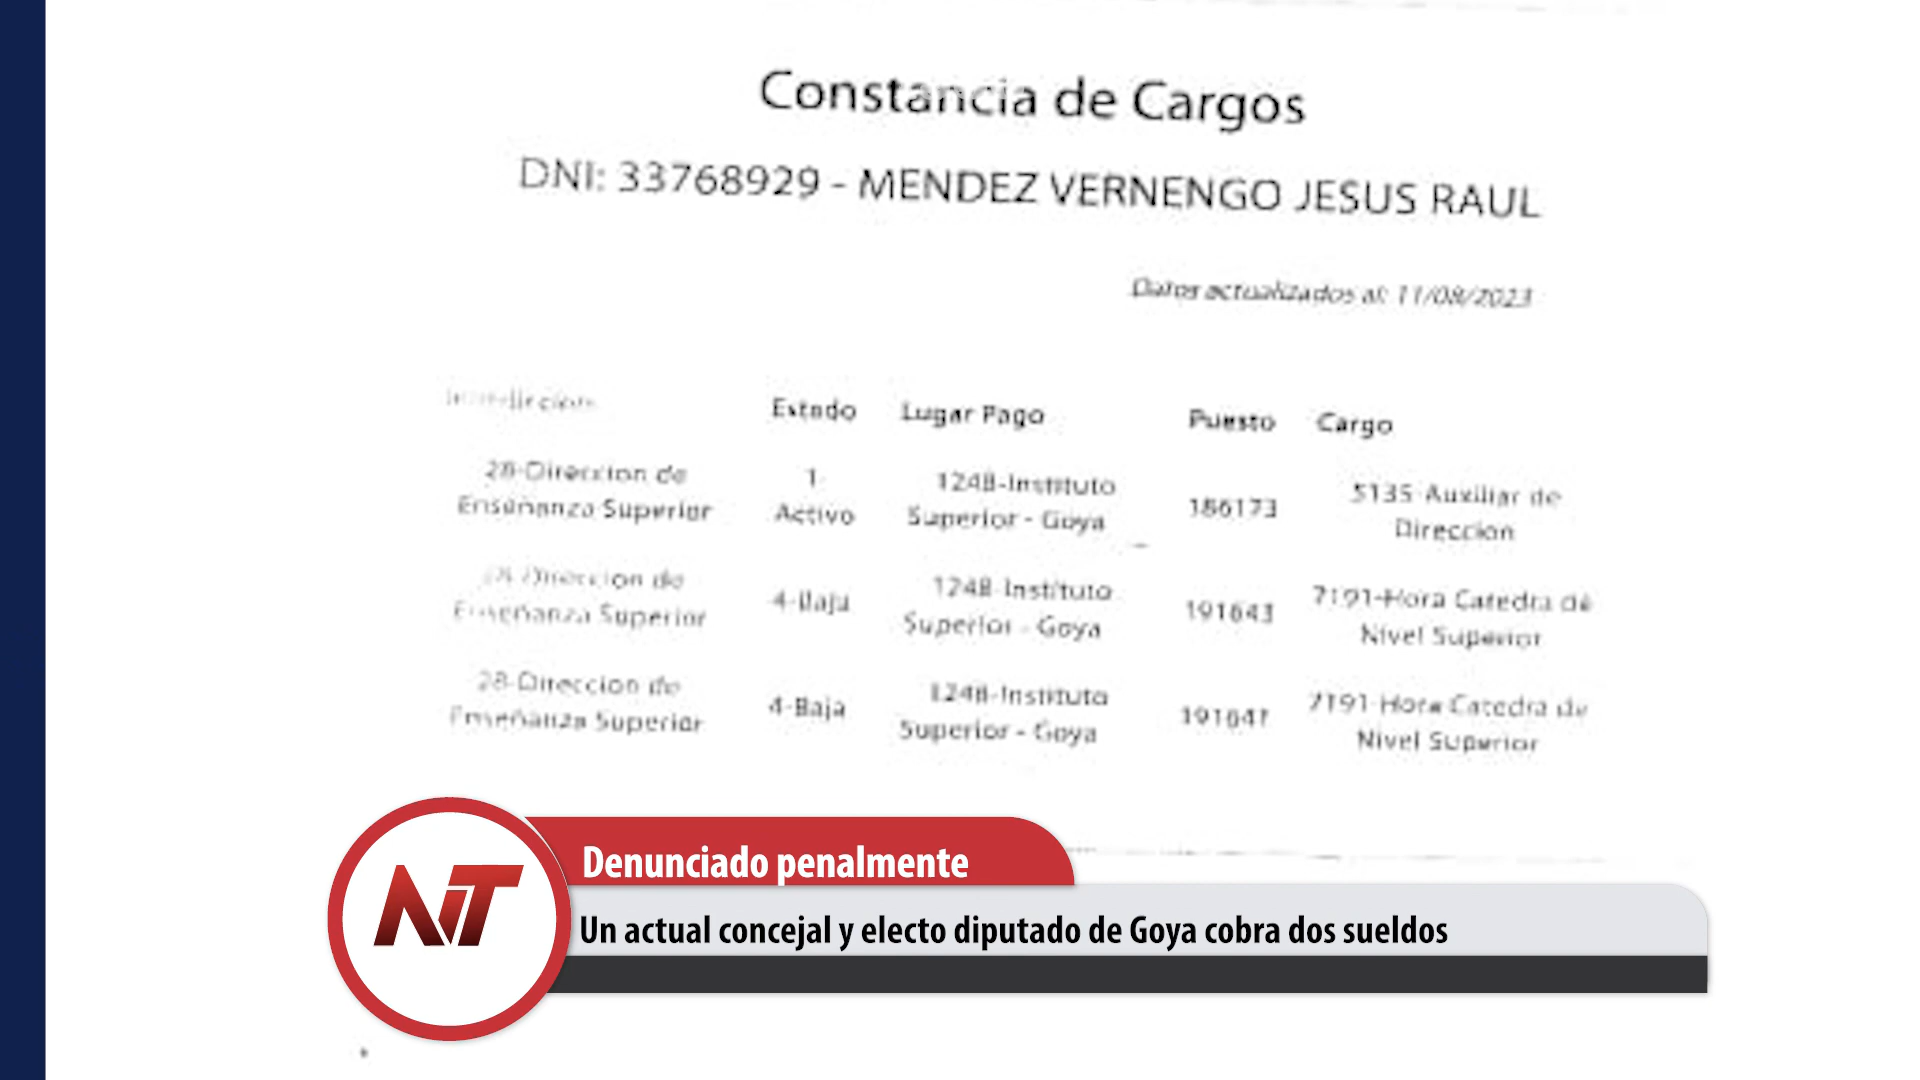 Constancia de Cargos
DNI: 33768929 - MENDEZ VERNENGO JESUS RAUL
Datos actualizados al: 11/08/2023
Estado Lugar Pago Puesto Cargo
28-Direccion de 1- 1248-Instituto 5135-Auxiliar de
Enseñanza Superior Activo Superior - Goya 186173 Direccion
28-Direccion de 1248-Instituto 7191-Hora Catedra de
Enseñanza Superior 4-Baja Superior - Goya 191643 Nivel Superior
28-Direccion de 1248-Instituto 7191-Hora Catedra de
Enseñanza Superior 4-Baja Superior - Goya Nivel Superior
NT
Denunciado penalmente
Un actual concejal y electo diputado de Goya cobra dos sueldos